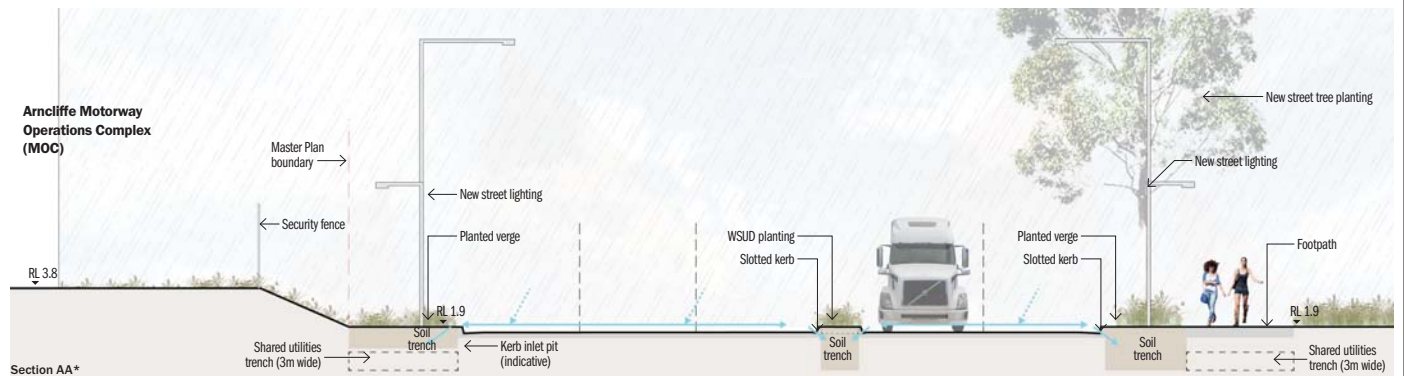 Arncliffe Motorway
Operations Complex
(MOC)
Master Plan
boundary
New street lighting
Security fence
Planted verge
RL 3.8
RL 1.9
Soil
trench
Kerb inlet pit
(indicative)
Shared utilities
trench (3m wide)
WSUD planting
Slotted kerb
Soil
trench
New street tree planting
New street lighting
Planted verge
Slotted kerb
Footpath
RL 1.9
Soil
trench
Shared utilities
trench (3m wide)
Section AA*